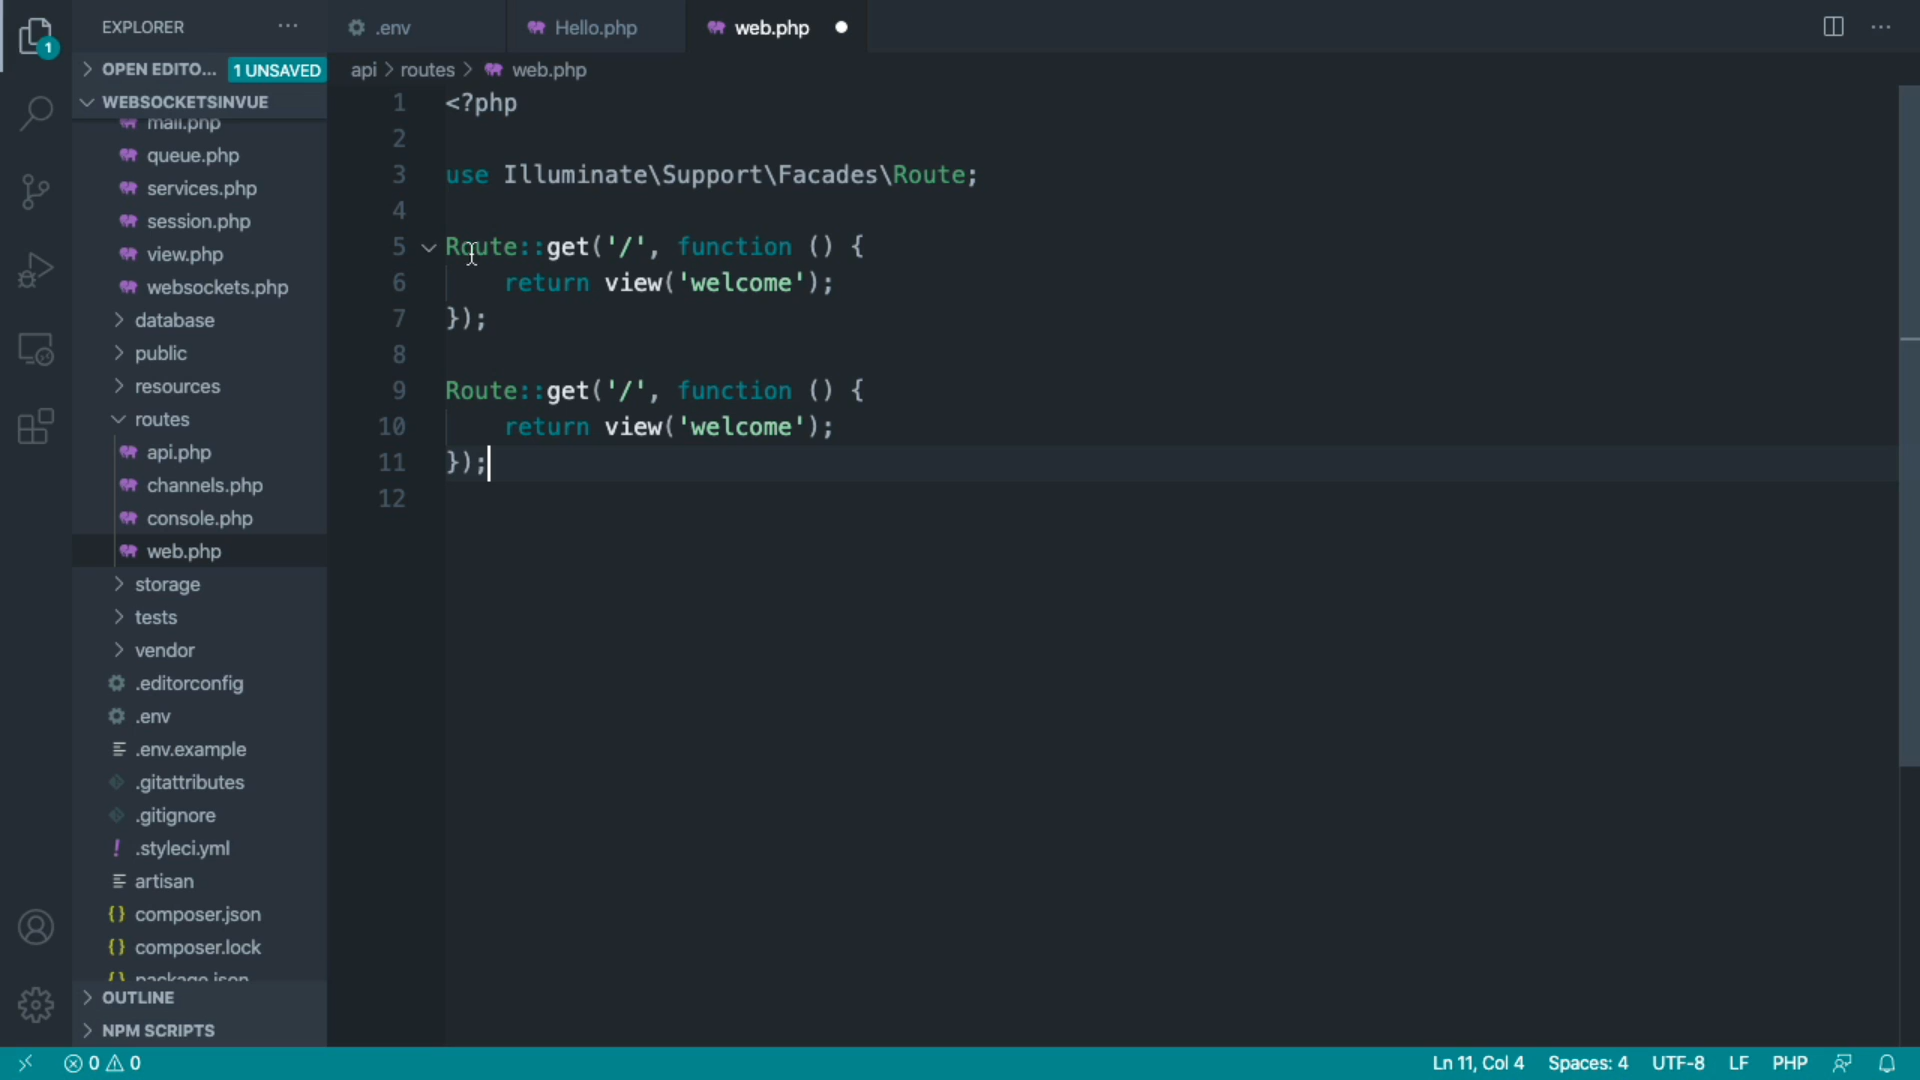 EXPLORER
.env
Hello.php
web.php
1
OPEN EDITO...
1 UNSAVED
api > routes > web.php
WEBSOCKETSINVUE
mail.php
queue.php
services.php
session.php
view.php
websockets.php
database
public
resources
routes
api.php
channels.php
console.php
web.php
storage
tests
vendor
.editorconfig
.env
.env.example
.gitattributes
.gitignore
! .styleci.yml
artisan
{} composer.json
{} composer.lock
{} package.json
OUTLINE
NPM SCRIPTS
1 <?php
2
3 use Illuminate\Support\Facades\Route;
4
5 Route::get('/', function () {
6 return view('welcome');
7 });
8
9 Route::get('/', function () {
10 return view('welcome');
11 });
12
0 0
Ln 11, Col 4
Spaces: 4
UTF-8
LF
PHP